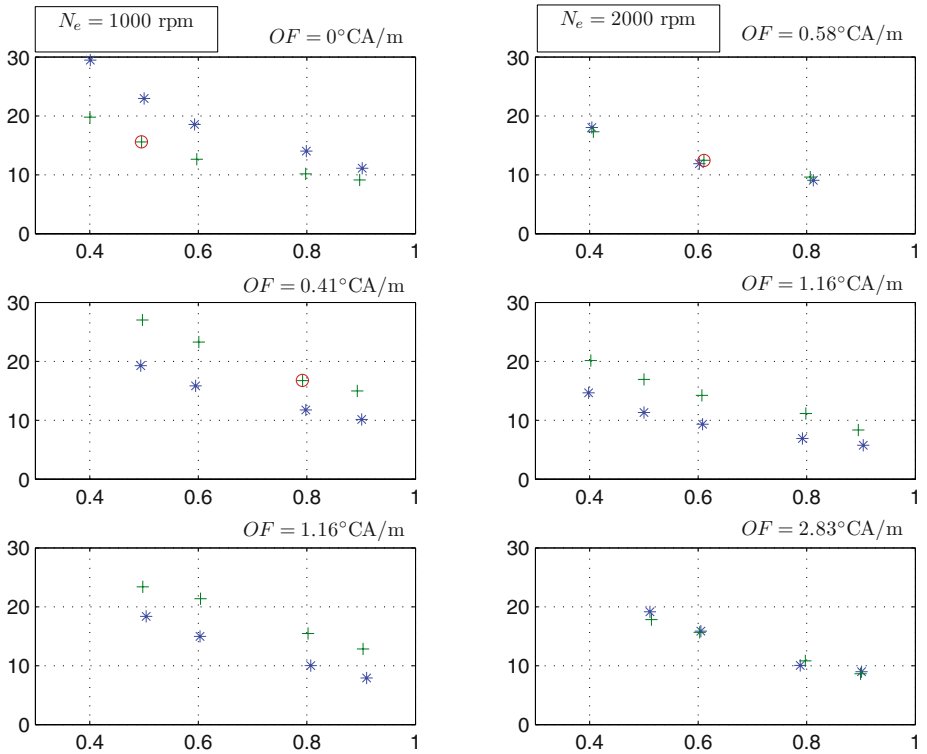 N_e = 1000 rpm
OF = 0°CA/m
30
20
10
0
0.4 0.6 0.8 1
OF = 0.41°CA/m
30
20
10
0
0.4 0.6 0.8 1
OF = 1.16°CA/m
30
20
10
0
0.4 0.6 0.8 1
N_e = 2000 rpm
OF = 0.58°CA/m
30
20
10
0
0.4 0.6 0.8 1
OF = 1.16°CA/m
30
20
10
0
0.4 0.6 0.8 1
OF = 2.83°CA/m
30
20
10
0
0.4 0.6 0.8 1